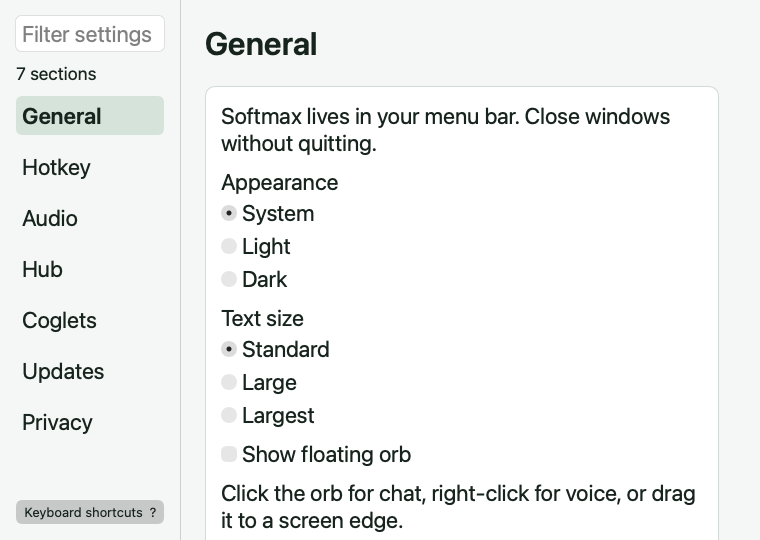 Filter settings
7 sections
General
Hotkey
Audio
Hub
Coglets
Updates
Privacy
Keyboard shortcuts ?
General
Softmax lives in your menu bar. Close windows
without quitting.
Appearance
System
Light
Dark
Text size
Standard
Large
Largest
Show floating orb
Click the orb for chat, right-click for voice, or drag
it to a screen edge.